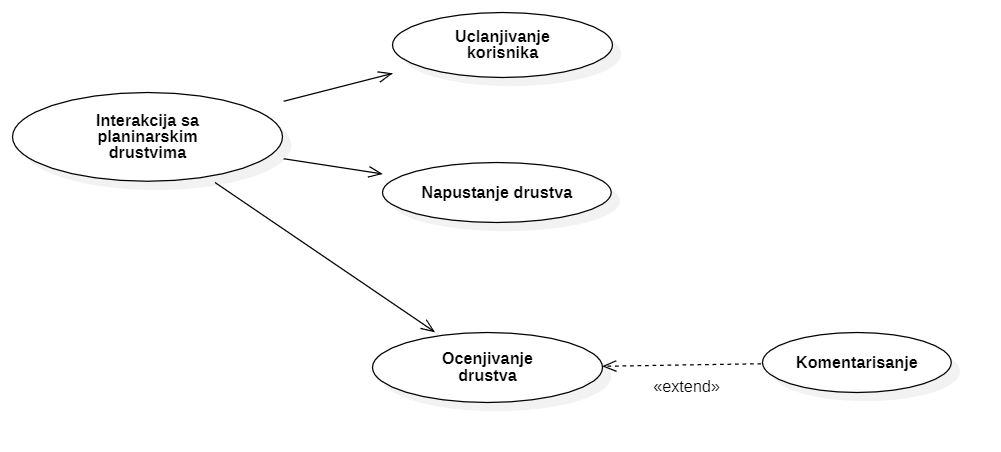 Uclanjivanje
korisnika
Interakcija sa
planinarskim
drustvima
Napustanje drustva
Ocenjivanje
drustva
Komentarisanje
«extend»